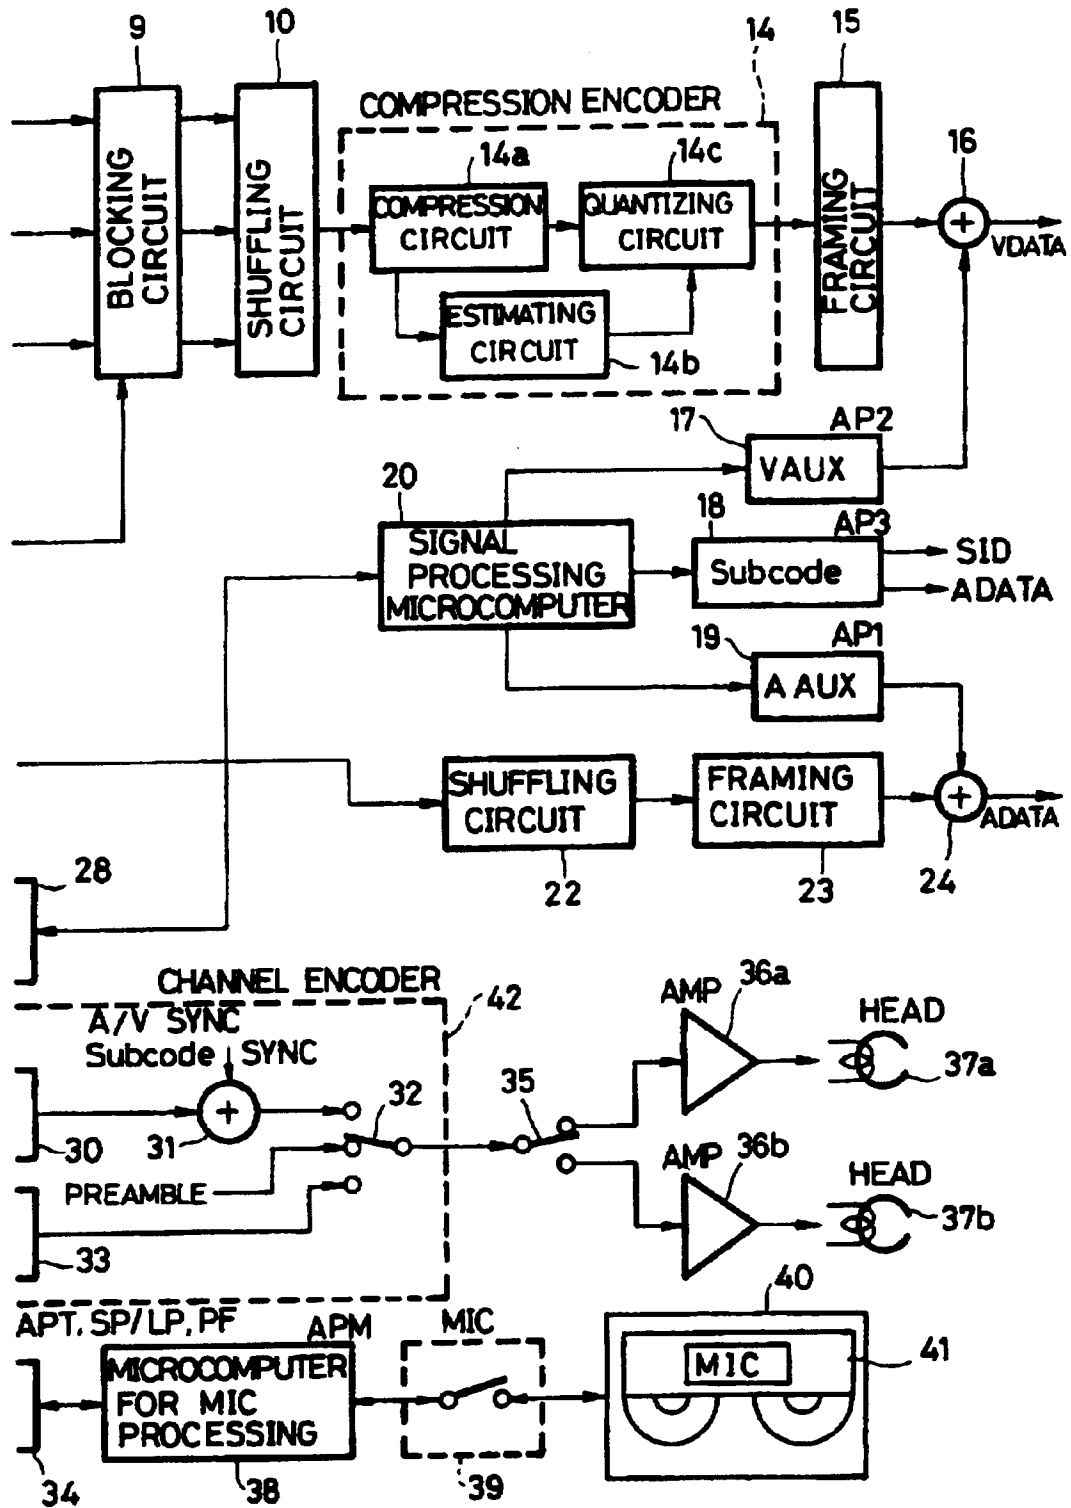 9
10
14
15
COMPRESSION ENCODER
14a
14c
16
BLOCKING
CIRCUIT
SHUFFLING
CIRCUIT
COMPRESSION
CIRCUIT
QUANTIZING
CIRCUIT
FRAMING
CIRCUIT
+
VDATA
ESTIMATING
CIRCUIT
14b
17
AP2
VAUX
20
18
AP3
SIGNAL
PROCESSING
MICROCOMPUTER
Subcode
SID
ADATA
19
AP1
A AUX
SHUFFLING
CIRCUIT
FRAMING
CIRCUIT
+
ADATA
28
22
23
24
CHANNEL ENCODER
42
A/V SYNC
Subcode
SYNC
AMP
36a
HEAD
37a
+
32
35
30
31
PREAMBLE
AMP
36b
HEAD
37b
33
40
APT, SP/LP, PF
APM
MIC
MIC
41
MICROCOMPUTER
FOR MIC
PROCESSING
34
38
39